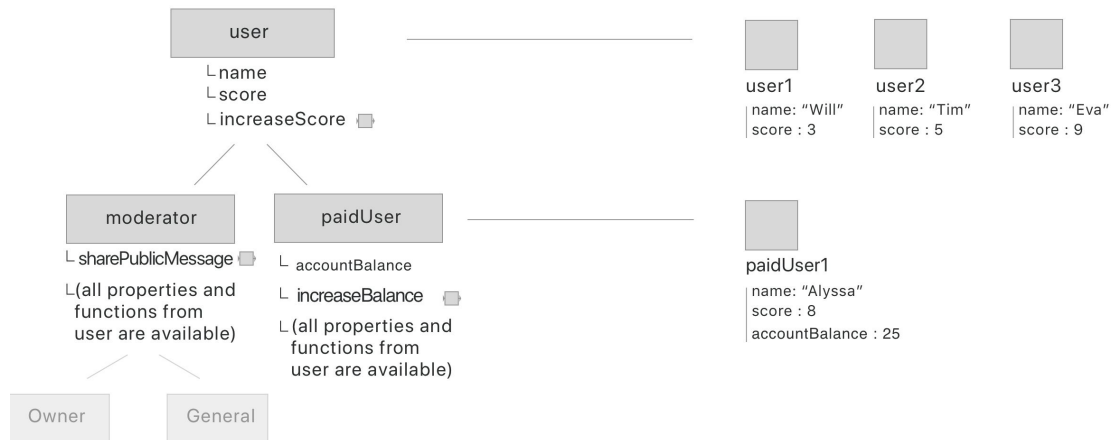 user
name
score
increaseScore
user1
name: “Will”
score : 3
user2
name: “Tim”
score : 5
user3
name: “Eva”
score : 9
moderator
sharePublicMessage
(all properties and
functions from
user are available)
paidUser
accountBalance
increaseBalance
(all properties and
functions from
user are available)
paidUser1
name: “Alyssa”
score : 8
accountBalance : 25
Owner
General